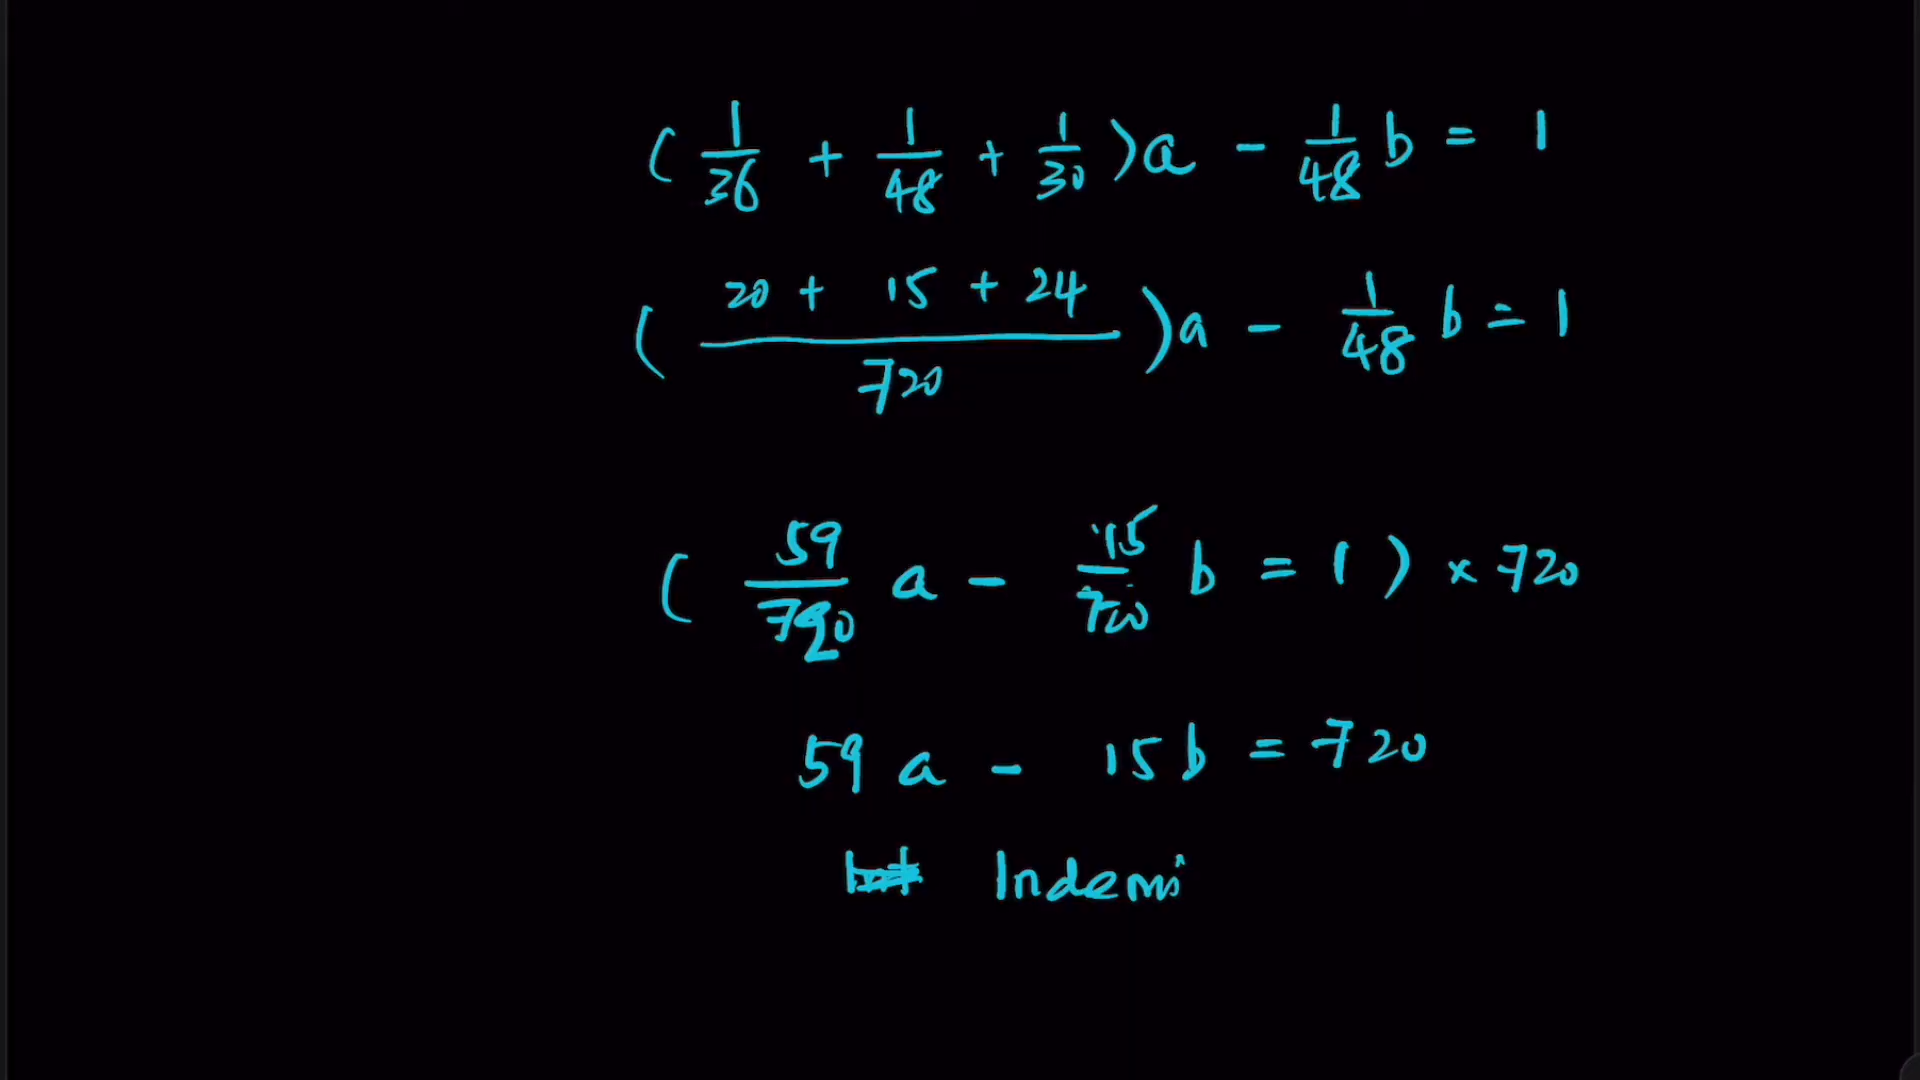 (1/36 + 1/48 + 1/30)a - 1/48 b = 1
(20 + 15 + 24 / 720)a - 1/48 b = 1
(59/720 a - 15/720 b = 1) × 720
59a - 15b = 720